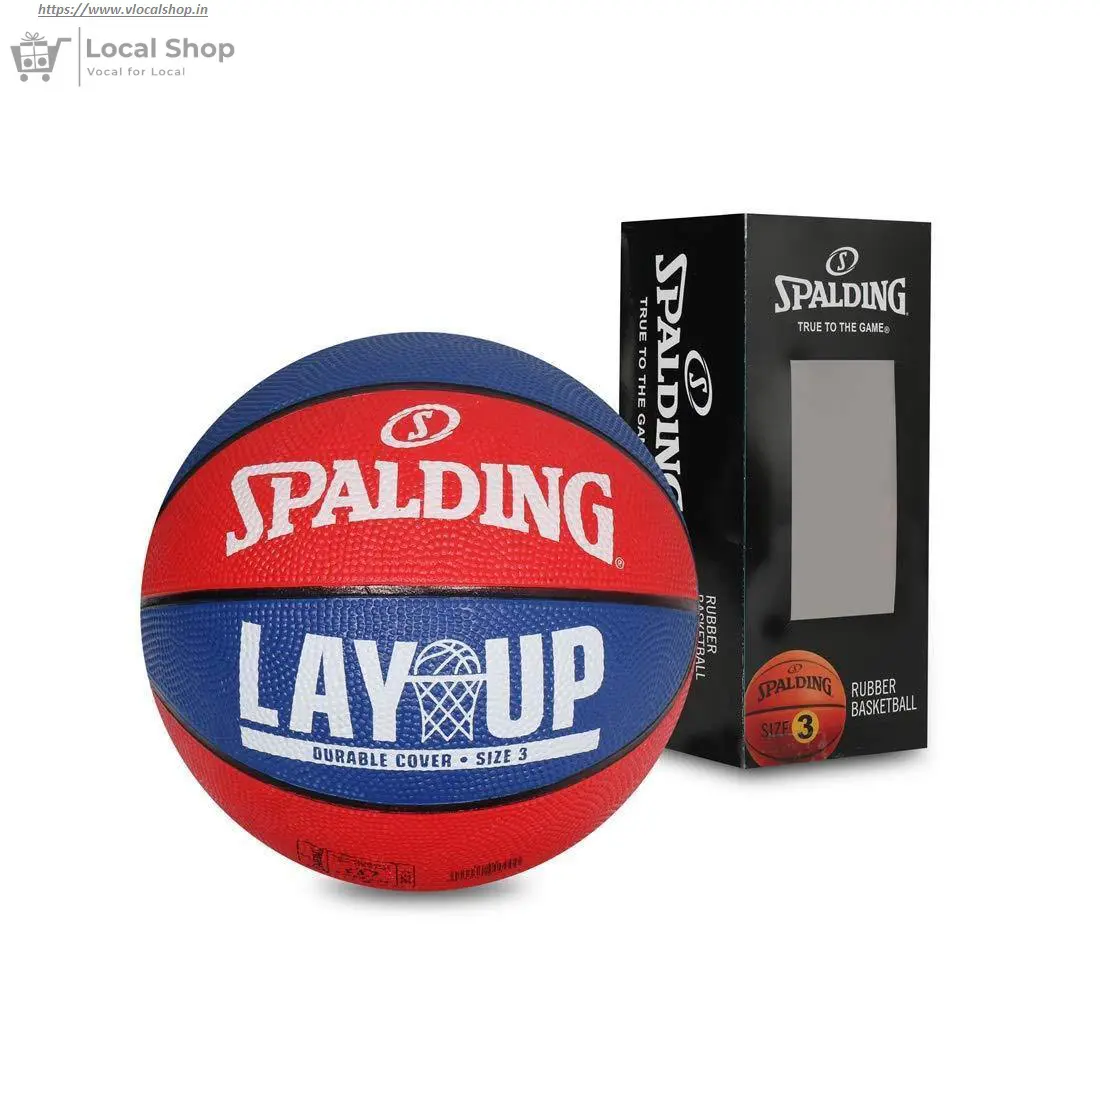 https://www.vlocalshop.in
Local Shop
Vocal for Local
S
SPALDING
TRUE TO THE GAME®
SPALDING
TRUE TO THE GA
S
S
SPALDING®
LAY UP
DURABLE COVER • SIZE 3
RUBBER
BASKETBALL
SPALDING
SIZE 3
RUBBER
BASKETBALL